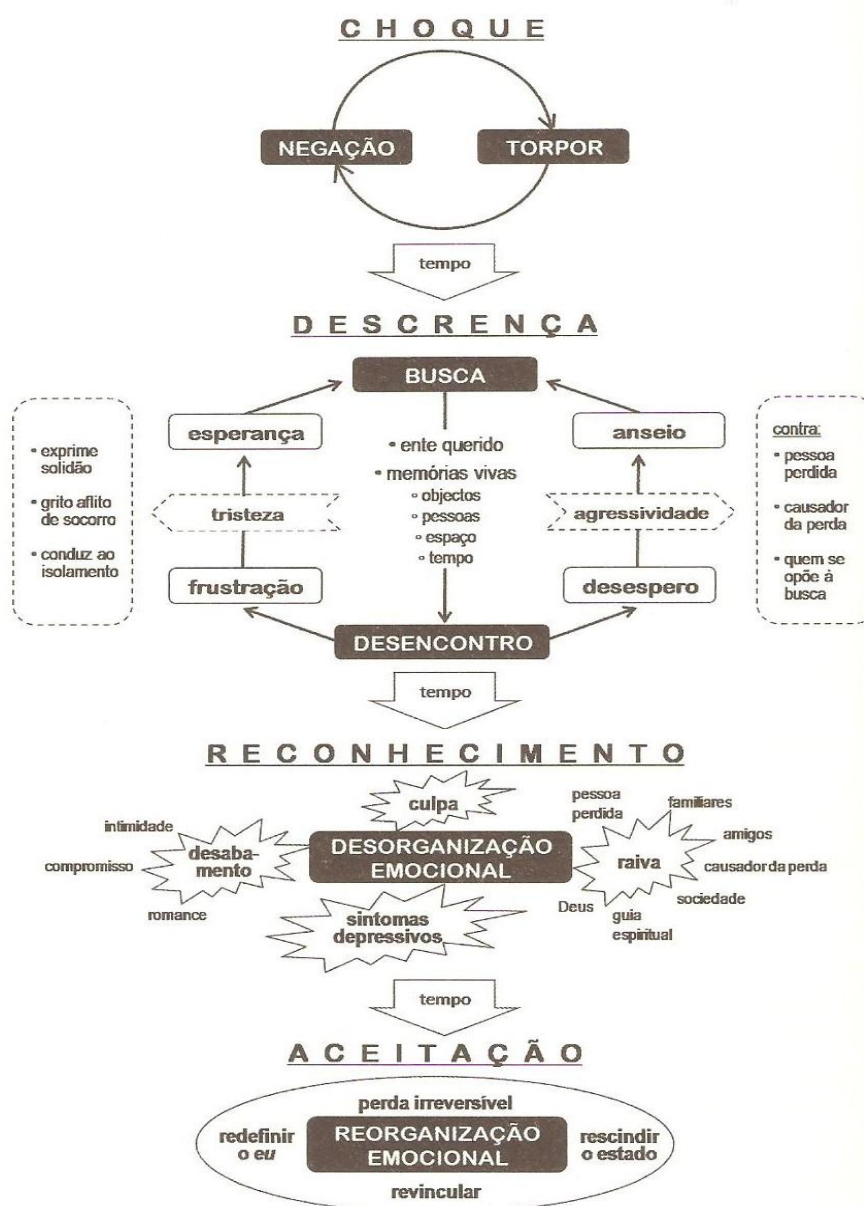 CHOQUE
NEGAÇÃO
TORPOR
tempo
DESCRENÇA
BUSCA
esperança
anseio
• exprime
solidão
• grito aflito
de socorro
• conduz ao
isolamento
tristeza
frustração
• ente querido
• memórias vivas
◦ objectos
◦ pessoas
◦ espaço
◦ tempo
agressividade
desespero
contra:
• pessoa
perdida
• causador
da perda
• quem se
opõe à
busca
DESENCONTRO
tempo
RECONHECIMENTO
culpa
intimidade
compromisso
romance
desaba-
mento
DESORGANIZAÇÃO
EMOCIONAL
sintomas
depressivos
raiva
pessoa
perdida
familiares
amigos
causador da perda
sociedade
guia
espiritual
Deus
tempo
ACEITAÇÃO
perda irreversível
redefinir
o eu
REORGANIZAÇÃO
EMOCIONAL
rescindir
o estado
revincular